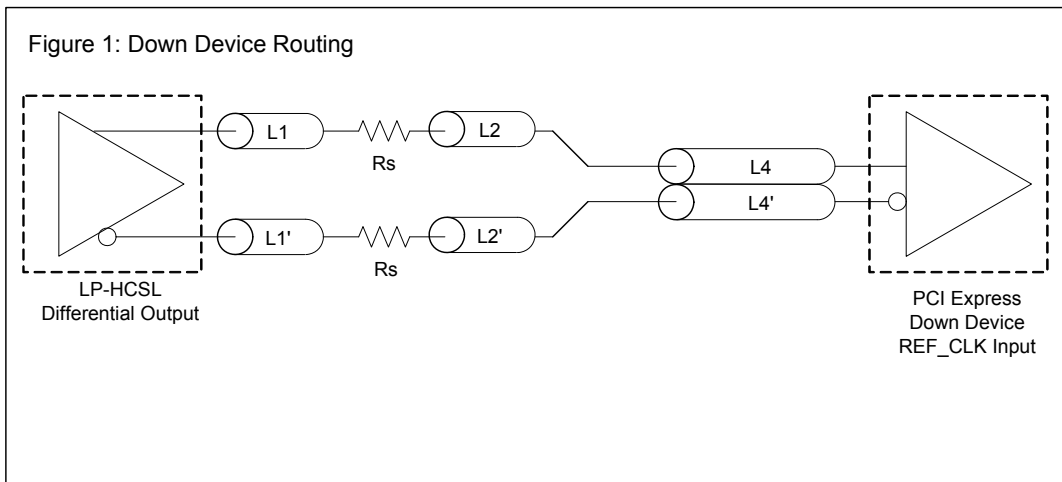 Figure 1: Down Device Routing
L1
Rs
L2
L4
L4'
L1'
Rs
L2'
LP-HCSL
Differential Output
PCI Express
Down Device
REF_CLK Input